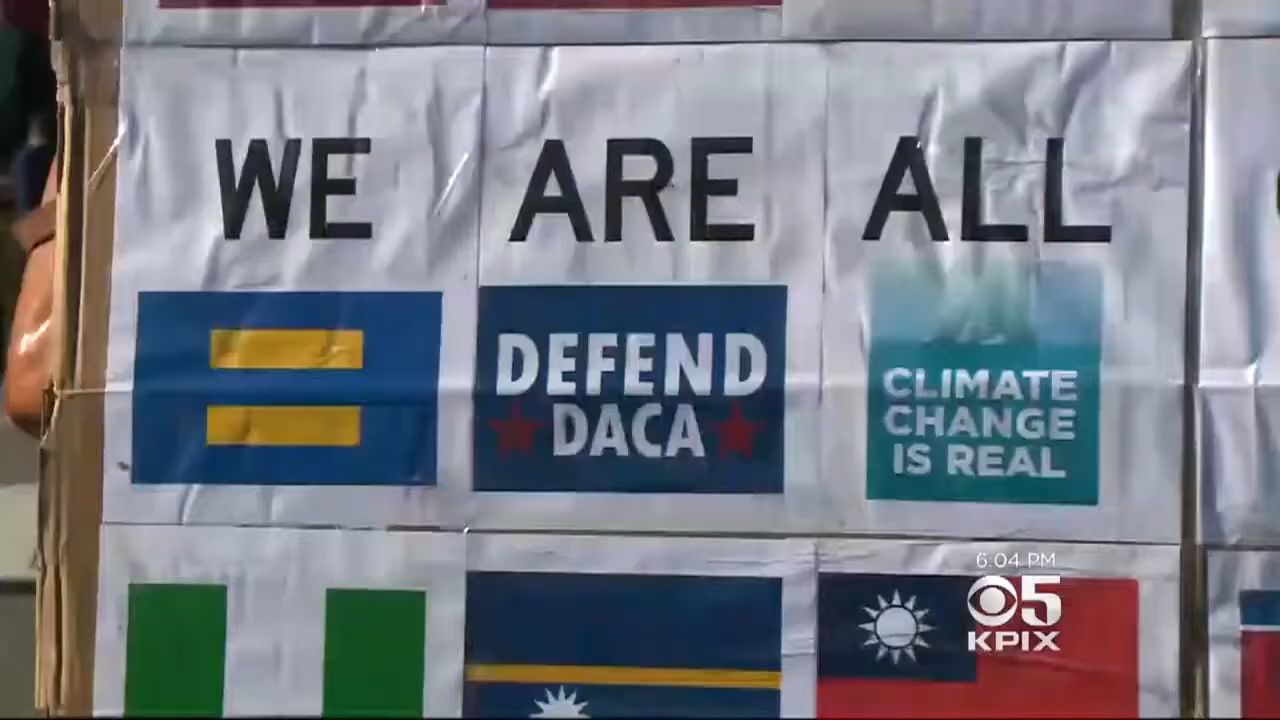 WE ARE ALL
DEFEND
DACA
CLIMATE
CHANGE
IS REAL
6:04 PM
5
KPIX